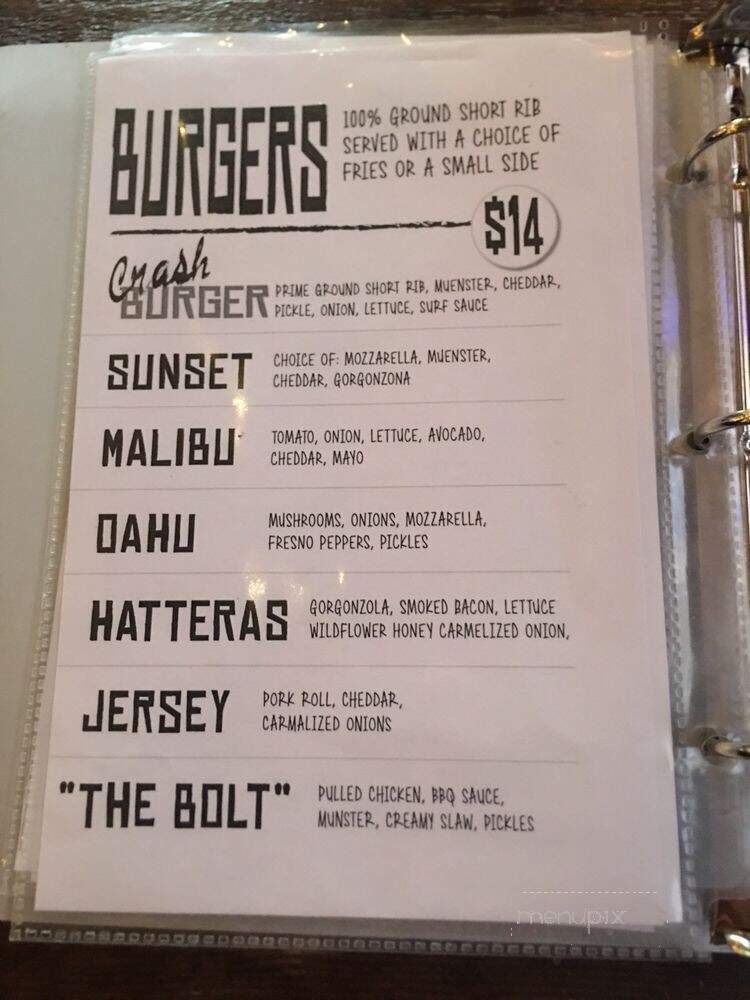 BURGERS
100% GROUND SHORT RIB
SERVED WITH A CHOICE OF
FRIES OR A SMALL SIDE
$14
Crash
BURGER
PRIME GROUND SHORT RIB, MUENSTER, CHEDDAR,
PICKLE, ONION, LETTUCE, SURF SAUCE
SUNSET
CHOICE OF: MOZZARELLA, MUENSTER,
CHEDDAR, GORGONZONA
MALIBU
TOMATO, ONION, LETTUCE, AVOCADO,
CHEDDAR, MAYO
OAHU
MUSHROOMS, ONIONS, MOZZARELLA,
FRESNO PEPPERS, PICKLES
HATTERAS
GORGONZOLA, SMOKED BACON, LETTUCE
WILDFLOWER HONEY CARMELIZED ONION,
JERSEY
PORK ROLL, CHEDDAR,
CARMALIZED ONIONS
"THE BOLT"
PULLED CHICKEN, BBQ SAUCE,
MUNSTER, CREAMY SLAW, PICKLES
menupix